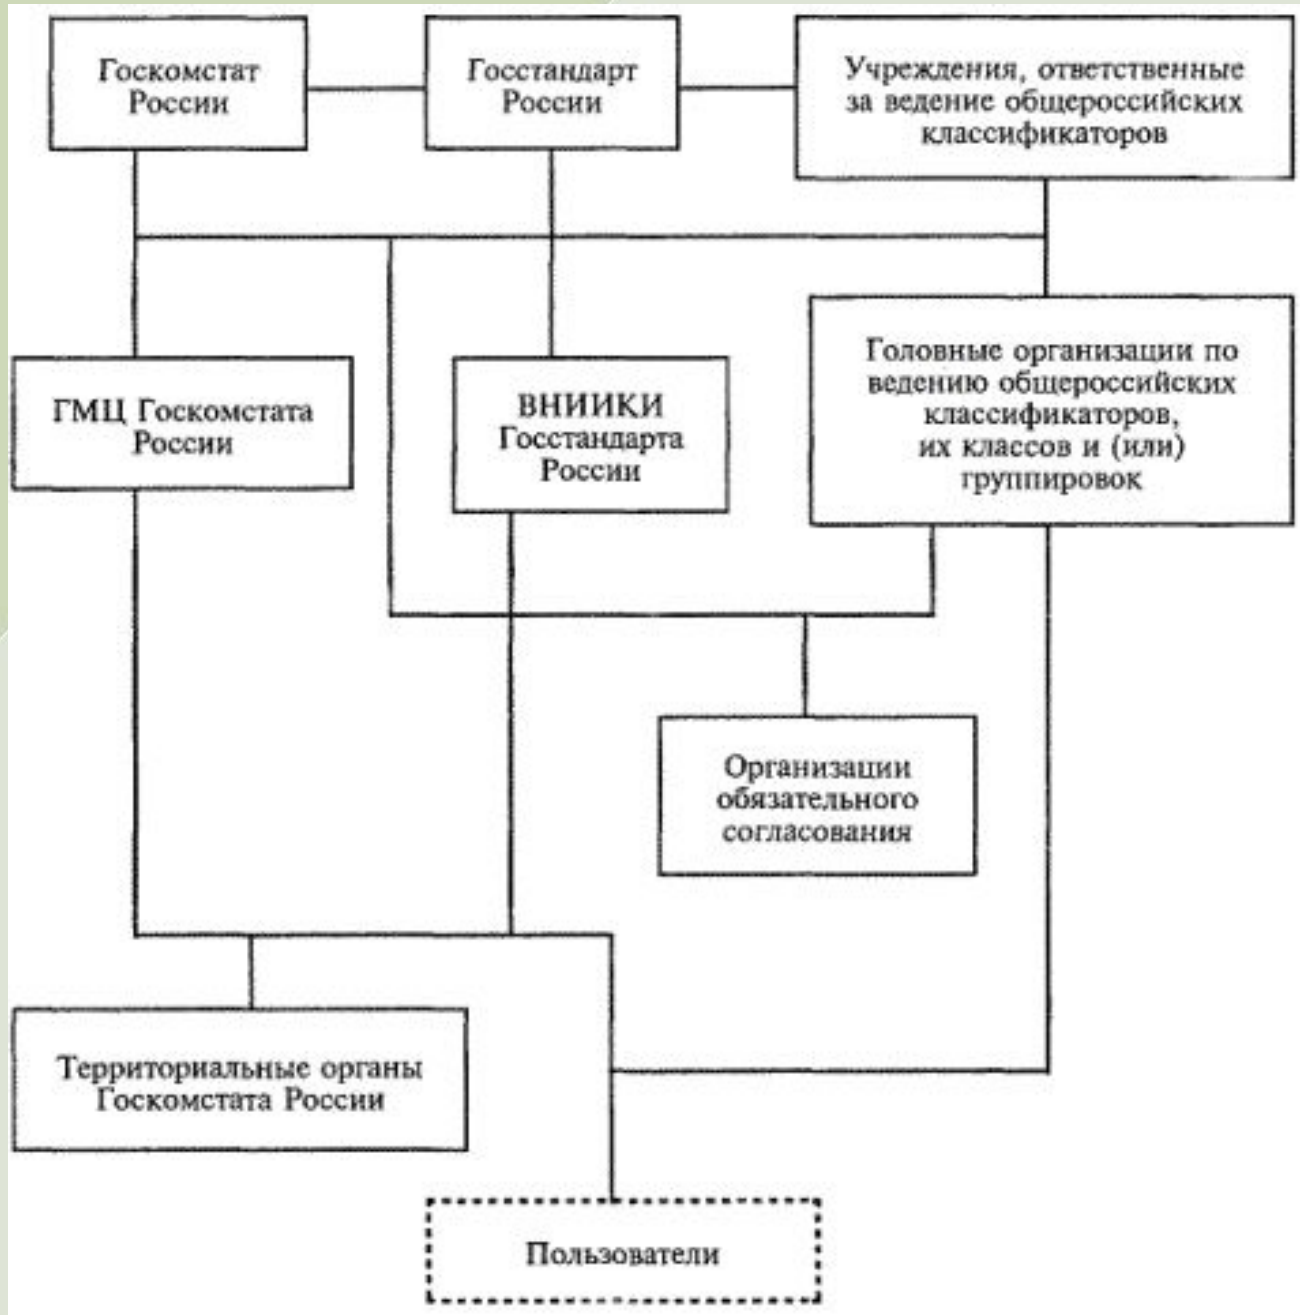 Госкомстат
России
Госстандарт
России
Учреждения, ответственные
за ведение общероссийских
классификаторов
ГМЦ Госкомстата
России
ВНИИКИ
Госстандарта
России
Головные организации по
ведению общероссийских
классификаторов,
их классов и (или)
группировок
Организации
обязательного
согласования
Территориальные органы
Госкомстата России
Пользователи